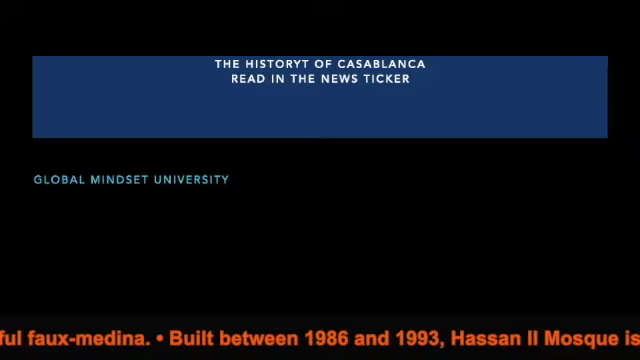 THE HISTORYT OF CASABLANCA
READ IN THE NEWS TICKER
GLOBAL MINDSET UNIVERSITY
ful faux-medina. • Built between 1986 and 1993, Hassan II Mosque is